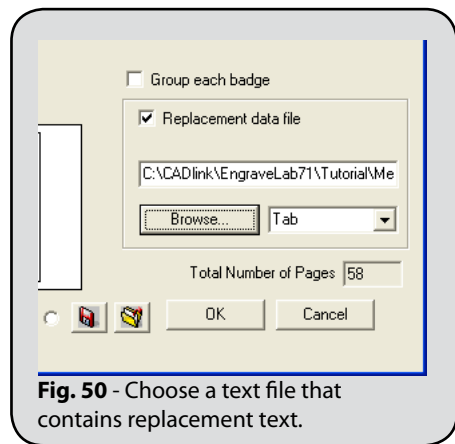 Group each badge
Replacement data file
C:\CADlink\EngraveLab71\Tutorial\Me
Browse... Tab
Total Number of Pages 58
OK Cancel
Fig. 50 - Choose a text file that
contains replacement text.